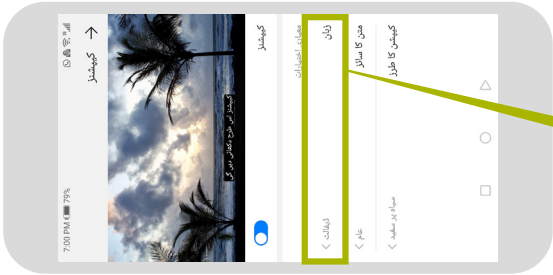 7:00 PM 79%
کیپشنز
کیپشنز اس طرح دکھائی دیں گی
کیپشنز
معیاری اختیارات
زبان
ڈیفالٹ
متن کا سائز
عام
کیپشن کا طرز
سیاہ پر سفید